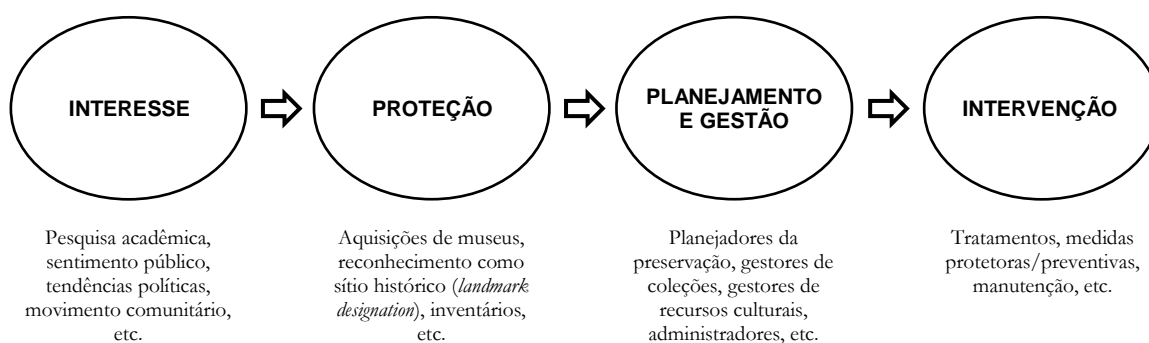 INTERESSE
PROTEÇÃO
PLANEJAMENTO
E GESTÃO
INTERVENÇÃO
Pesquisa acadêmica,
sentimento público,
tendências políticas,
movimento comunitário,
etc.
Aquisições de museus,
reconhecimento como
sítio histórico (landmark
designation), inventários,
etc.
Planejadores da
preservação, gestores de
coleções, gestores de
recursos culturais,
administradores, etc.
Tratamentos, medidas
protetoras/preventivas,
manutenção, etc.